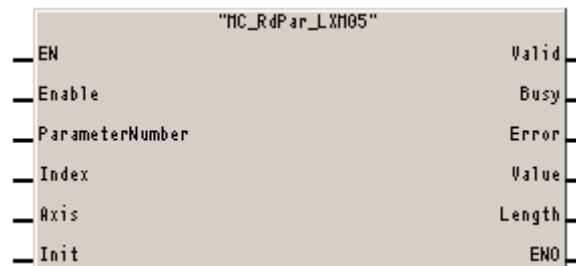 "MC_RdPar_LXM05"
EN Valid
Enable Busy
ParameterNumber Error
Index Value
Axis Length
Init ENO